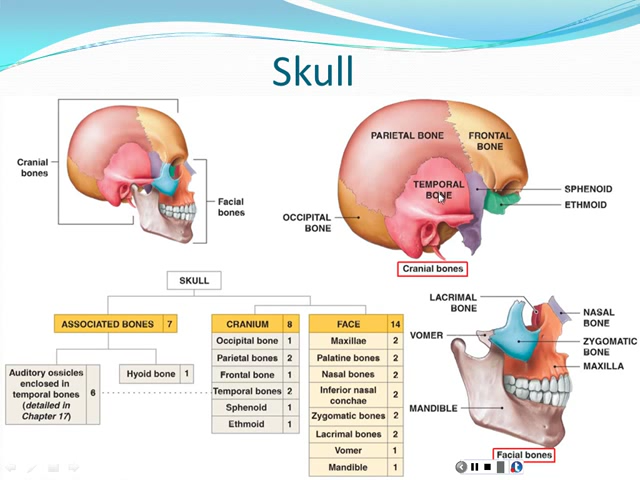 Skull
Cranial
bones
Facial
bones
PARIETAL BONE
FRONTAL
BONE
TEMPORAL
BONE
OCCIPITAL
BONE
SPHENOID
ETHMOID
Cranial bones
SKULL
ASSOCIATED BONES 7
Auditory ossicles
enclosed in
temporal bones 6
(detailed in
Chapter 17)
Hyoid bone 1
CRANIUM 8
Occipital bone 1
Parietal bones 2
Frontal bone 1
Temporal bones 2
Sphenoid 1
Ethmoid 1
FACE 14
Maxillae 2
Palatine bones 2
Nasal bones 2
Inferior nasal
conchae 2
Zygomatic bones 2
Lacrimal bones 2
Vomer 1
Mandible 1
LACRIMAL
BONE
NASAL
BONE
VOMER
ZYGOMATIC
BONE
MAXILLA
MANDIBLE
Facial bones